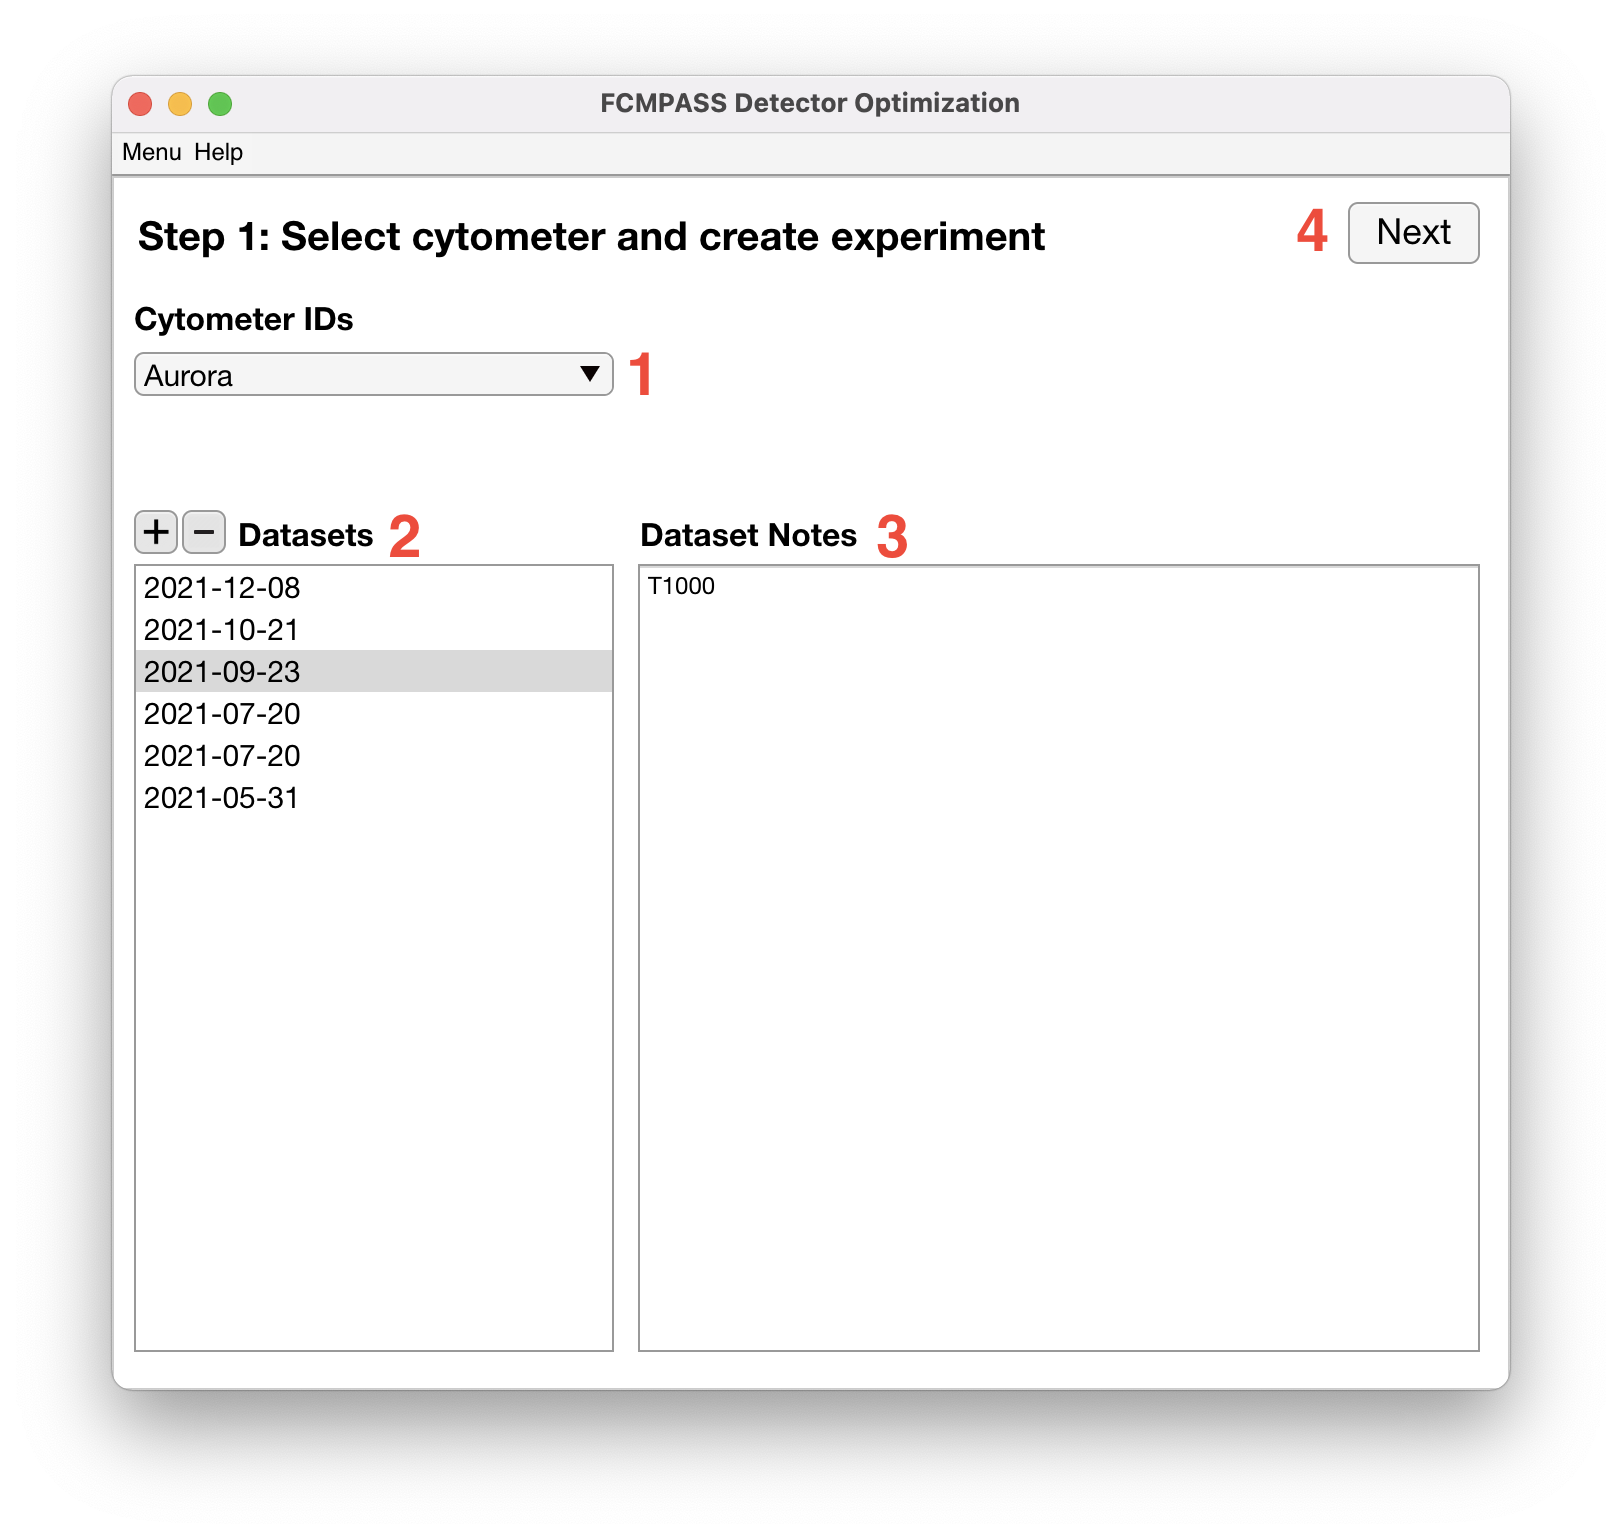 FCMPASS Detector Optimization
Menu Help
Step 1: Select cytometer and create experiment
4 Next
Cytometer IDs
Aurora 1
+ − Datasets 2
Dataset Notes 3
2021-12-08
2021-10-21
2021-09-23
2021-07-20
2021-07-20
2021-05-31
T1000